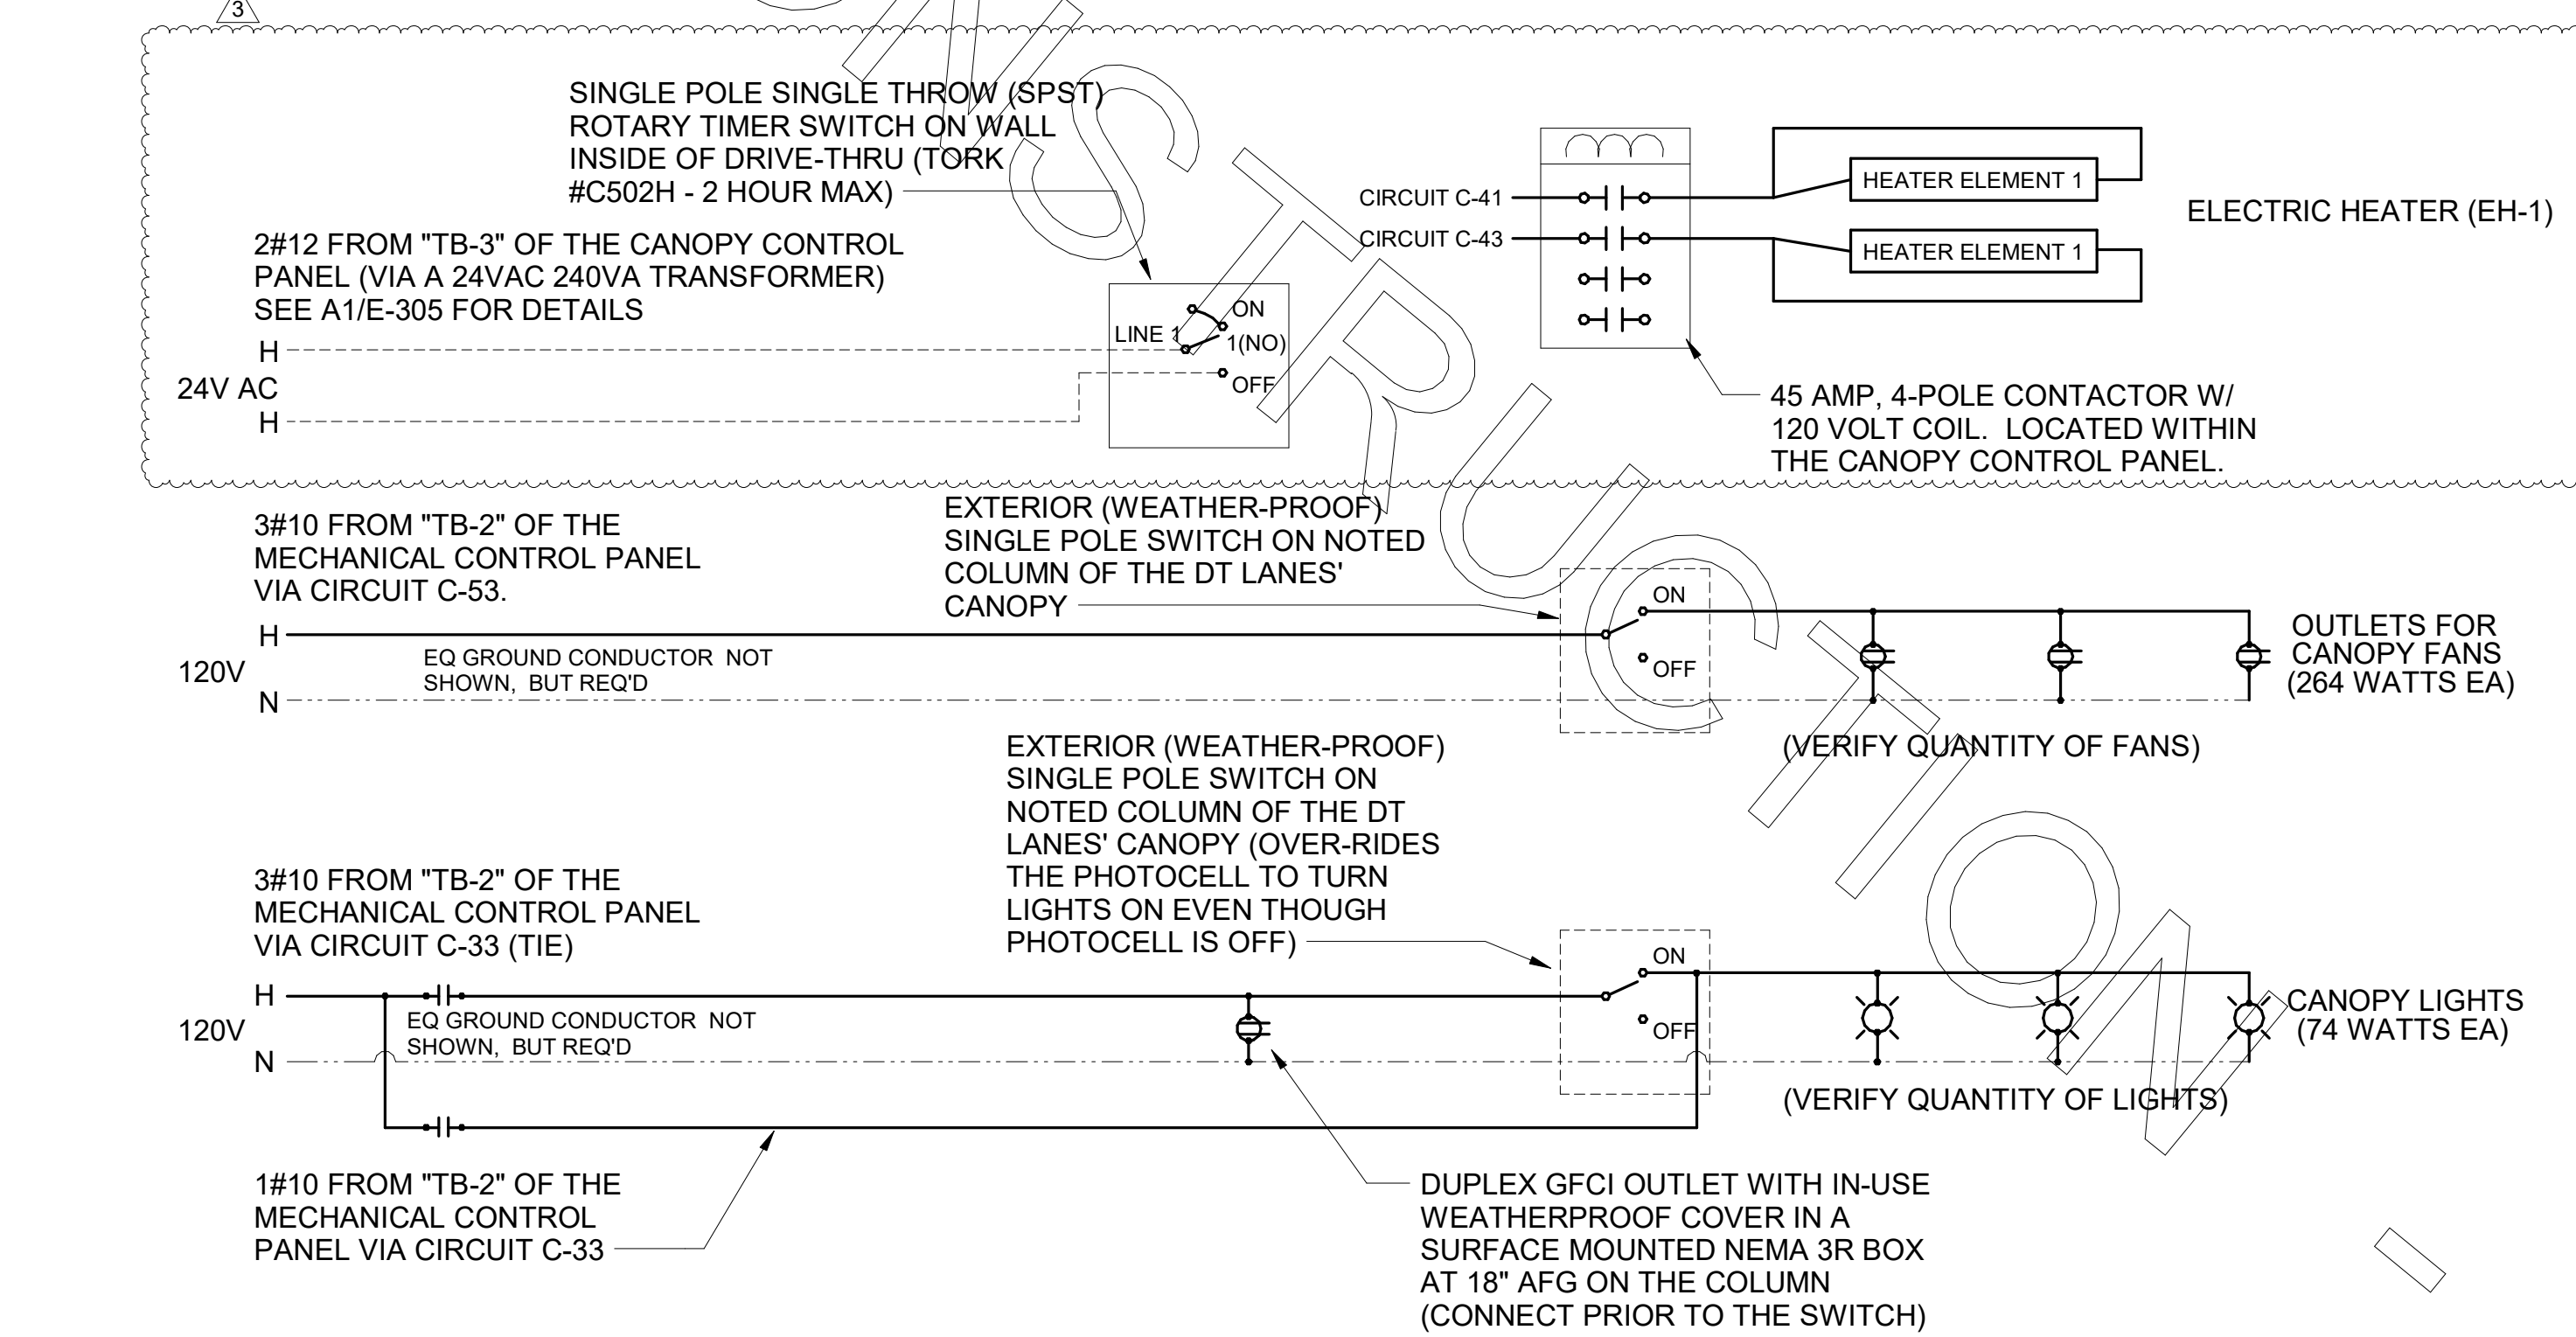 3
SINGLE POLE SINGLE THROW (SPST)
ROTARY TIMER SWITCH ON WALL
INSIDE OF DRIVE-THRU (TORK
#C502H - 2 HOUR MAX)
2#12 FROM "TB-3" OF THE CANOPY CONTROL
PANEL (VIA A 24VAC 240VA TRANSFORMER)
SEE A1/E-305 FOR DETAILS
H
24V AC
H
LINE 1
ON
1(NO)
OFF
CIRCUIT C-41
CIRCUIT C-43
HEATER ELEMENT 1
HEATER ELEMENT 1
ELECTRIC HEATER (EH-1)
45 AMP, 4-POLE CONTACTOR W/
120 VOLT COIL. LOCATED WITHIN
THE CANOPY CONTROL PANEL.
3#10 FROM "TB-2" OF THE
MECHANICAL CONTROL PANEL
VIA CIRCUIT C-53.
EXTERIOR (WEATHER-PROOF)
SINGLE POLE SWITCH ON NOTED
COLUMN OF THE DT LANES'
CANOPY
H
120V
N
EQ GROUND CONDUCTOR NOT
SHOWN, BUT REQ'D
ON
OFF
OUTLETS FOR
CANOPY FANS
(264 WATTS EA)
(VERIFY QUANTITY OF FANS)
EXTERIOR (WEATHER-PROOF)
SINGLE POLE SWITCH ON
NOTED COLUMN OF THE DT
LANES' CANOPY (OVER-RIDES
THE PHOTOCELL TO TURN
LIGHTS ON EVEN THOUGH
PHOTOCELL IS OFF)
3#10 FROM "TB-2" OF THE
MECHANICAL CONTROL PANEL
VIA CIRCUIT C-33 (TIE)
H
120V
N
EQ GROUND CONDUCTOR NOT
SHOWN, BUT REQ'D
ON
OFF
CANOPY LIGHTS
(74 WATTS EA)
(VERIFY QUANTITY OF LIGHTS)
1#10 FROM "TB-2" OF THE
MECHANICAL CONTROL
PANEL VIA CIRCUIT C-33
DUPLEX GFCI OUTLET WITH IN-USE
WEATHERPROOF COVER IN A
SURFACE MOUNTED NEMA 3R BOX
AT 18" AFG ON THE COLUMN
(CONNECT PRIOR TO THE SWITCH)
NSTRUCTION